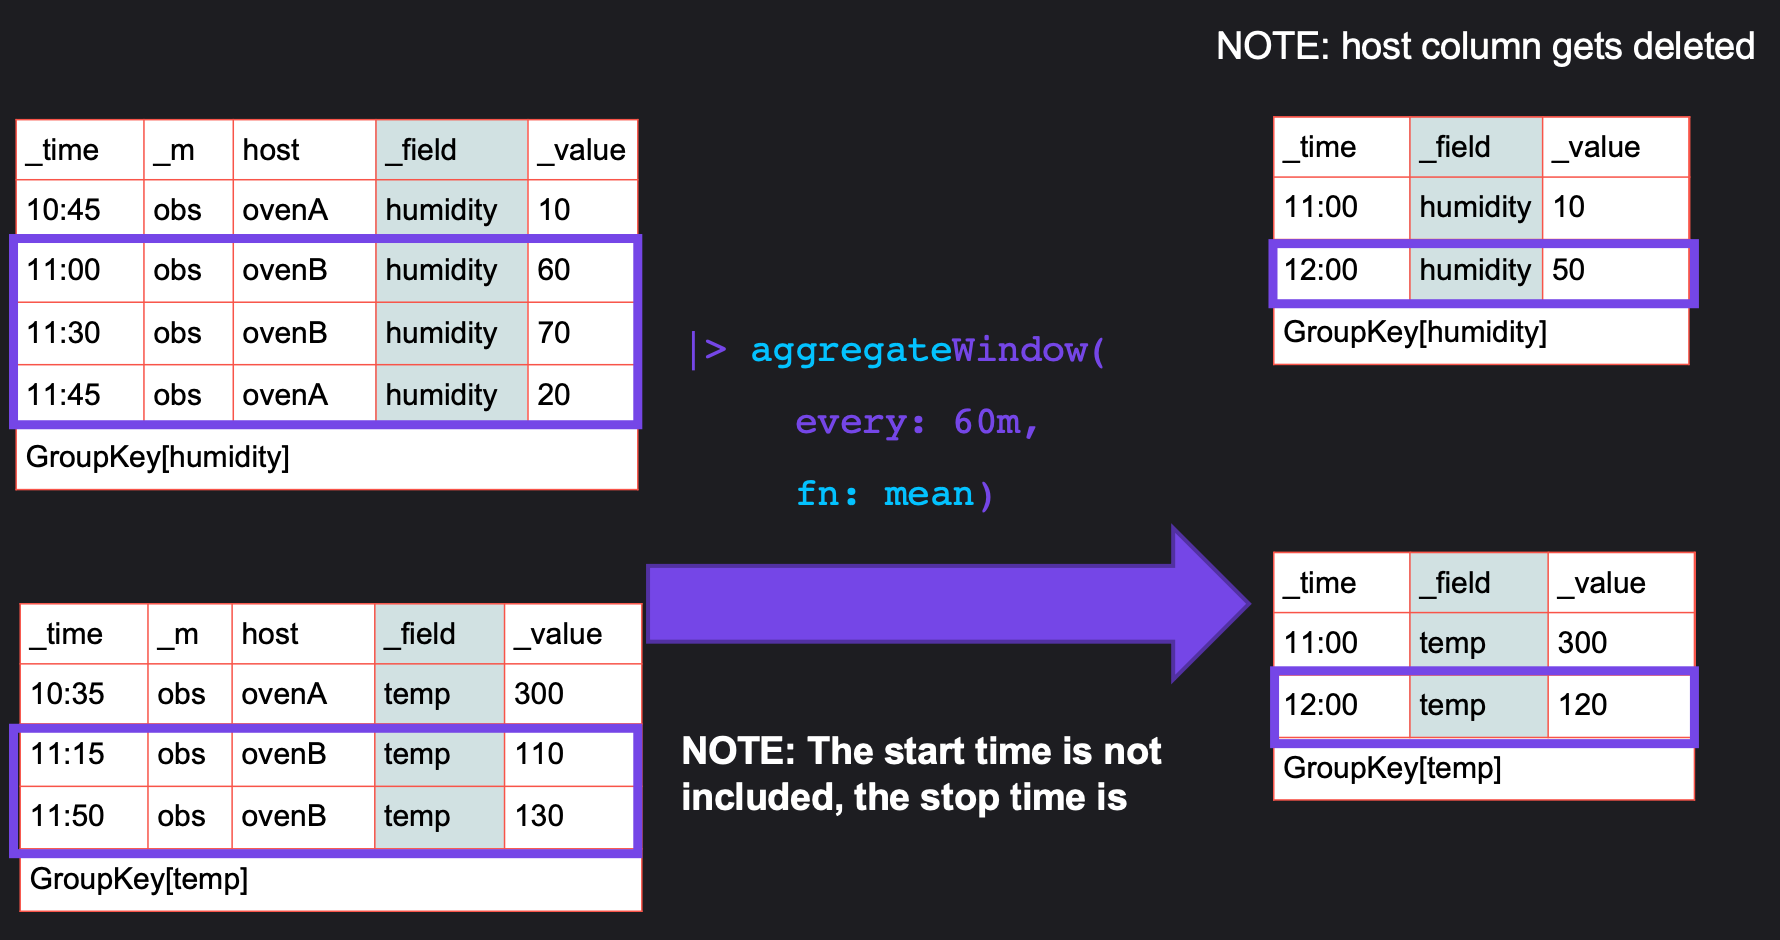 NOTE: host column gets deleted
_time _m host _field _value
10:45 obs ovenA humidity 10
11:00 obs ovenB humidity 60
11:30 obs ovenB humidity 70
11:45 obs ovenA humidity 20
GroupKey[humidity]
_time _m host _field _value
10:35 obs ovenA temp 300
11:15 obs ovenB temp 110
11:50 obs ovenB temp 130
GroupKey[temp]
|> aggregateWindow(
every: 60m,
fn: mean)
NOTE: The start time is not
included, the stop time is
_time _field _value
11:00 humidity 10
12:00 humidity 50
GroupKey[humidity]
_time _field _value
11:00 temp 300
12:00 temp 120
GroupKey[temp]